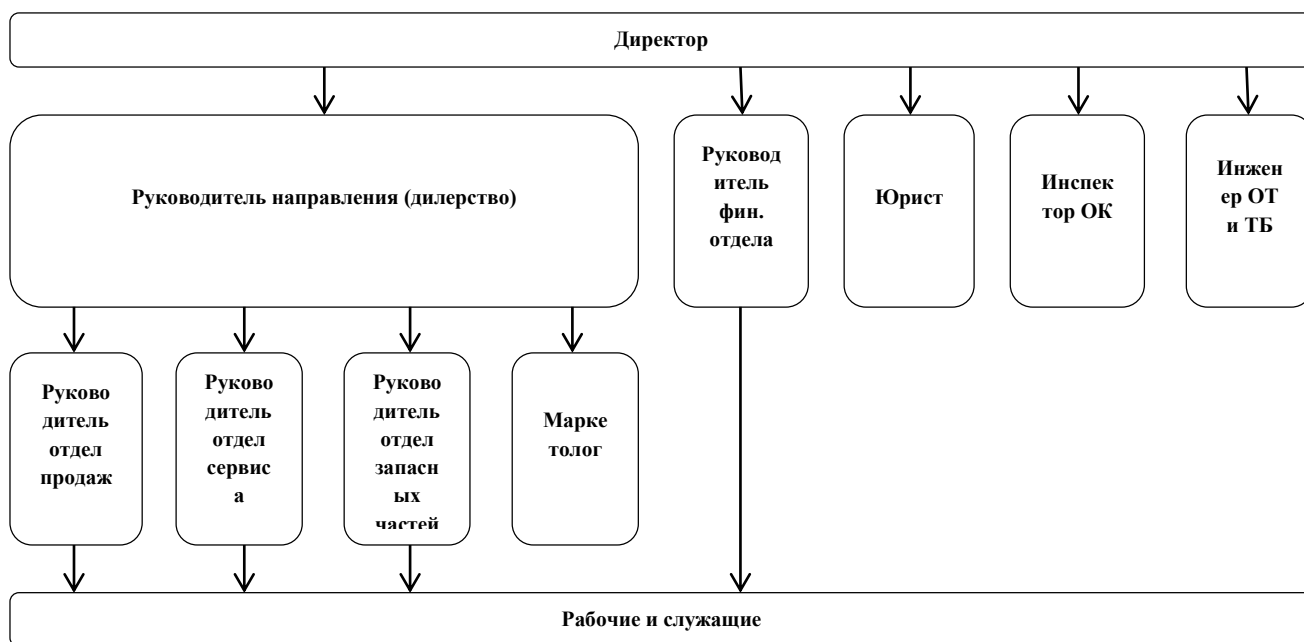 Директор
Руководитель направления (дилерство)
Руковод
итель
фин.
отдела
Юрист
Инспек
тор ОК
Инжен
ер ОТ
и ТБ
Руково
дитель
отдел
продаж
Руково
дитель
отдел
сервис
а
Руково
дитель
отдел
запасн
ых
частей
Марке
толог
Рабочие и служащие